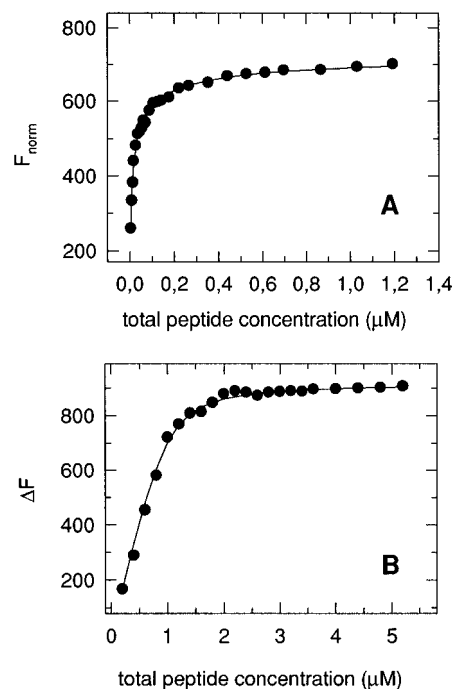 800
600
400
200
F norm
A
0,0 0,2 0,4 0,6 0,8 1,0 1,2 1,4
total peptide concentration (μM)
800
600
400
200
ΔF
B
0 1 2 3 4 5
total peptide concentration (μM)